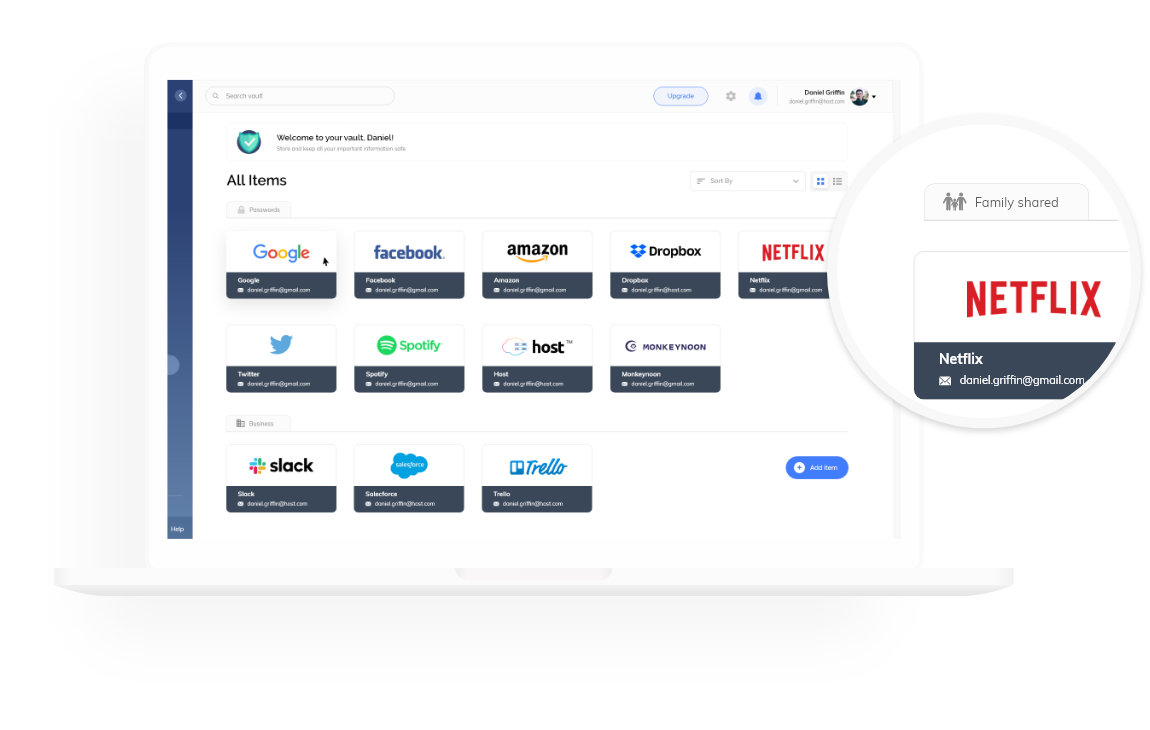 Search vault
Upgrade
Daniel Griffin
daniel.griffin@host.com
Welcome to your vault, Daniel!
Store and keep all your important information safe
All Items
Sort By
Passwords
Google
facebook.
amazon
Dropbox
NETFLIX
Google
daniel.griffin@gmail.com
Facebook
daniel.griffin@gmail.com
Amazon
daniel.griffin@gmail.com
Dropbox
daniel.griffin@host.com
Netflix
daniel.griffin@gmail.com
Spotify
host™
MONKEYNOON
Twitter
daniel.griffin@gmail.com
Spotify
daniel.griffin@gmail.com
Host
daniel.griffin@host.com
Monkeynoon
daniel.griffin@gmail.com
Business
slack
salesforce
Trello
Slack
daniel.griffin@host.com
Salesforce
daniel.griffin@host.com
Trello
daniel.griffin@host.com
Add item
Help
Family shared
NETFLIX
Netflix
daniel.griffin@gmail.com